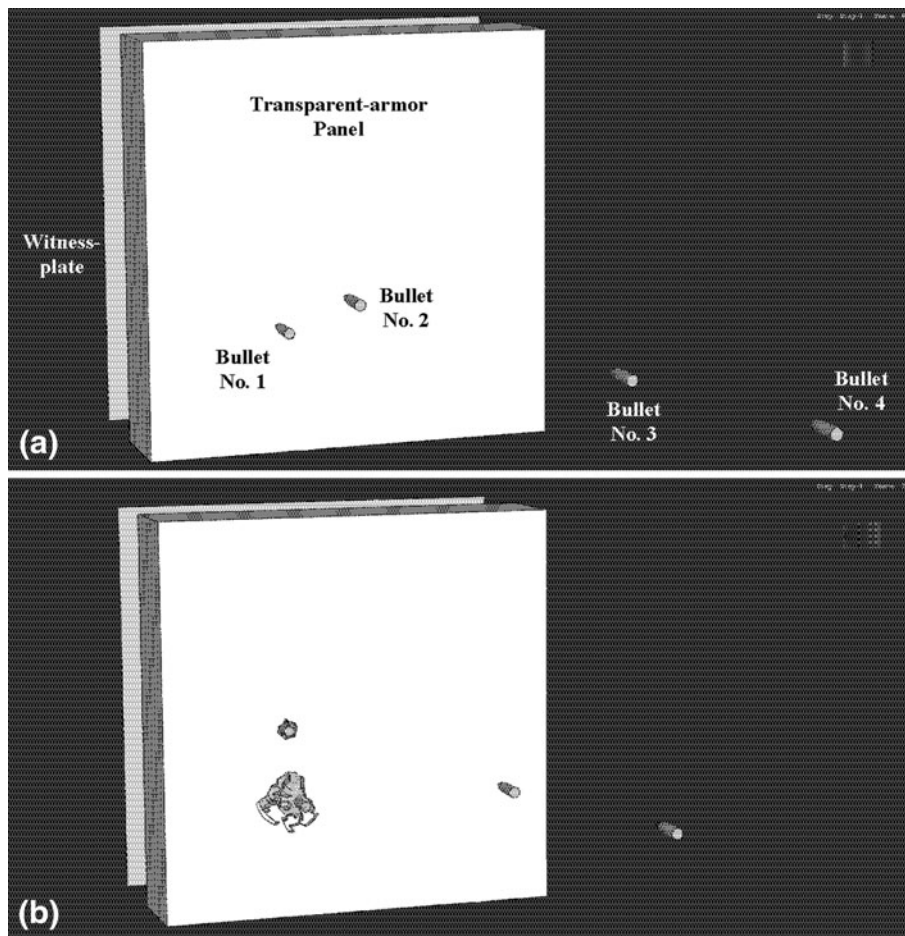 Transparent-armor
Panel
Witness-
plate
Bullet
No. 2
Bullet
No. 1
Bullet
No. 3
Bullet
No. 4
(a)
(b)